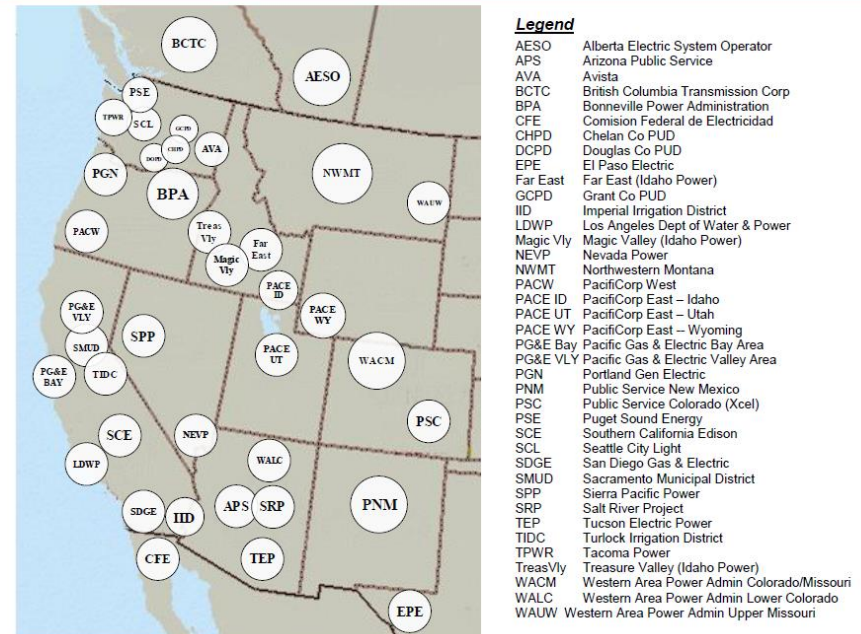 BCTC
AESO
PSE
TPWR
SCL
GCPD
CHPD
DOPD
AVA
PGN
BPA
NWMT
WAUW
PACW
Treas
Vly
Far
East
Magic
Vly
PACE
ID
PACE
WY
PG&E
VLY
SPP
SMUD
PACE
UT
WACM
PG&E
BAY
TIDC
PSC
SCE
NEVP
LDWP
WALC
SDGE
IID
APS
SRP
PNM
CFE
TEP
EPE
Legend
AESO Alberta Electric System Operator
APS Arizona Public Service
AVA Avista
BCTC British Columbia Transmission Corp
BPA Bonneville Power Administration
CFE Comision Federal de Electricidad
CHPD Chelan Co PUD
DCPD Douglas Co PUD
EPE El Paso Electric
Far East Far East (Idaho Power)
GCPD Grant Co PUD
IID Imperial Irrigation District
LDWP Los Angeles Dept of Water & Power
Magic Vly Magic Valley (Idaho Power)
NEVP Nevada Power
NWMT Northwestern Montana
PACW PacifiCorp West
PACE ID PacifiCorp East – Idaho
PACE UT PacifiCorp East – Utah
PACE WY PacifiCorp East -- Wyoming
PG&E Bay Pacific Gas & Electric Bay Area
PG&E VLY Pacific Gas & Electric Valley Area
PGN Portland Gen Electric
PNM Public Service New Mexico
PSC Public Service Colorado (Xcel)
PSE Puget Sound Energy
SCE Southern California Edison
SCL Seattle City Light
SDGE San Diego Gas & Electric
SMUD Sacramento Municipal District
SPP Sierra Pacific Power
SRP Salt River Project
TEP Tucson Electric Power
TIDC Turlock Irrigation District
TPWR Tacoma Power
TreasVly Treasure Valley (Idaho Power)
WACM Western Area Power Admin Colorado/Missouri
WALC Western Area Power Admin Lower Colorado
WAUW Western Area Power Admin Upper Missouri